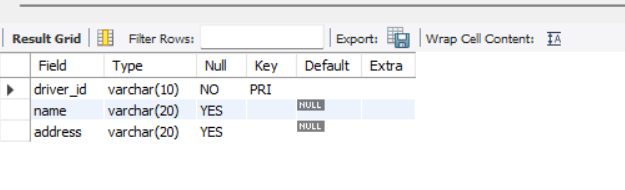 Result Grid Filter Rows: Export: Wrap Cell Content: IA
Field Type Null Key Default Extra
driver_id varchar(10) NO PRI
name varchar(20) YES NULL
address varchar(20) YES NULL